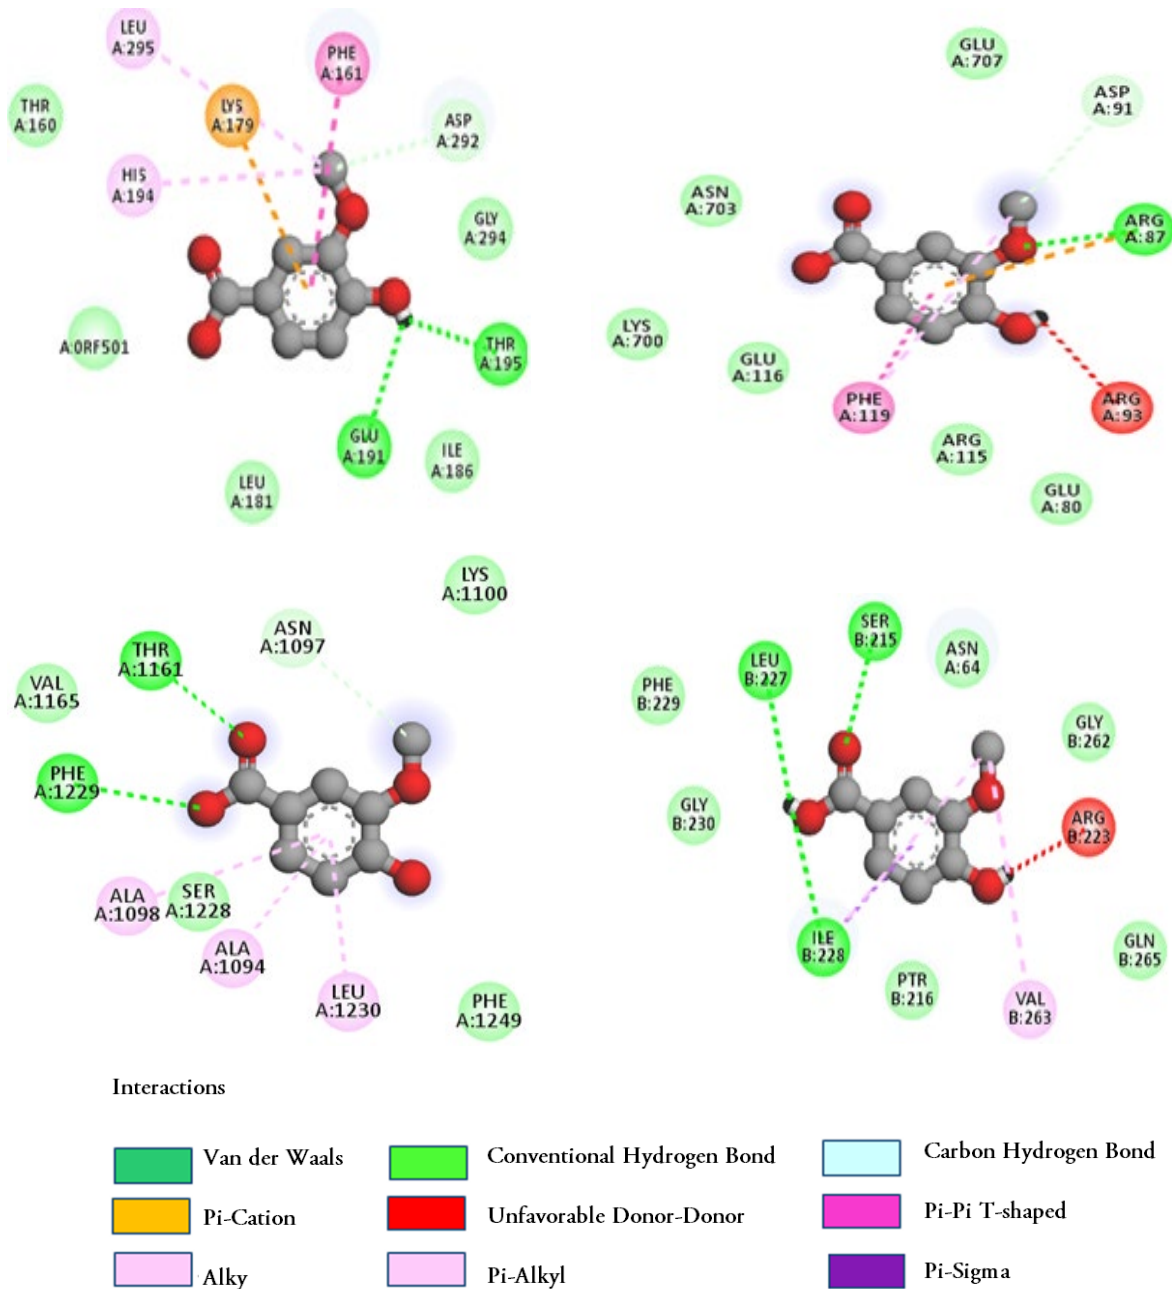 LEU
A:295
PHE
A:161
THR
A:160
LYS
A:179
ASP
A:292
HIS
A:194
GLY
A:294
A:0RF501
THR
A:195
GLU
A:191
ILE
A:186
LEU
A:181
GLU
A:707
ASP
A:91
ASN
A:703
ARG
A:87
LYS
A:700
GLU
A:116
PHE
A:119
ARG
A:93
ARG
A:115
GLU
A:80
LYS
A:1100
ASN
A:1097
THR
A:1161
VAL
A:1165
PHE
A:1229
ALA
A:1098
SER
A:1228
ALA
A:1094
LEU
A:1230
PHE
A:1249
SER
B:215
ASN
A:64
LEU
B:227
PHE
B:229
GLY
B:262
GLY
B:230
ARG
B:223
ILE
B:228
PTR
B:216
GLN
B:265
VAL
B:263
Interactions
Van der Waals
Conventional Hydrogen Bond
Carbon Hydrogen Bond
Pi-Cation
Unfavorable Donor-Donor
Pi-Pi T-shaped
Alky
Pi-Alkyl
Pi-Sigma